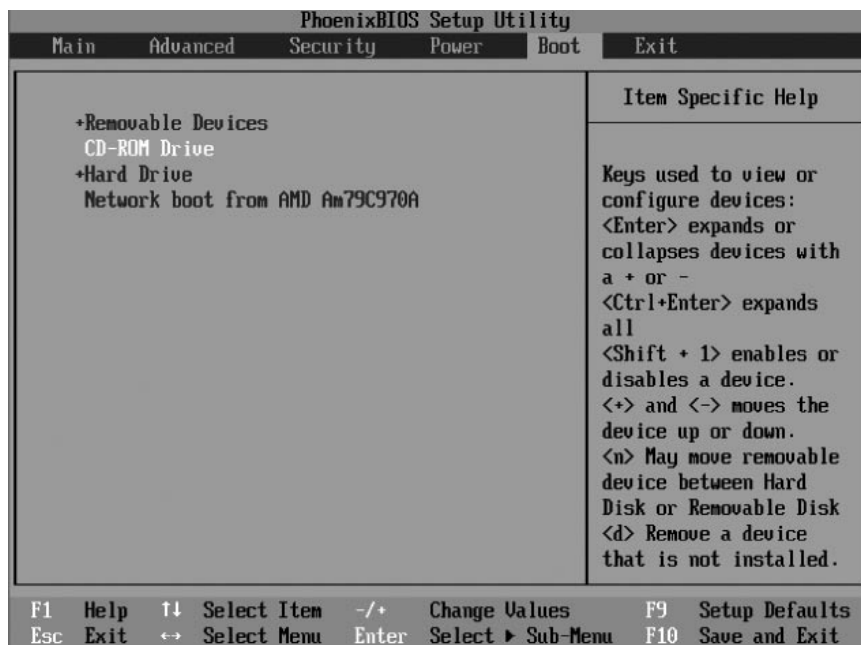 PhoenixBIOS Setup Utility
Main Advanced Security Power Boot Exit
+Removable Devices
CD-ROM Drive
+Hard Drive
Network boot from AMD Am79C970A
Item Specific Help
Keys used to view or
configure devices:
<Enter> expands or
collapses devices with
a + or -
<Ctrl+Enter> expands
all
<Shift + 1> enables or
disables a device.
<+> and <-> moves the
device up or down.
<n> May move removable
device between Hard
Disk or Removable Disk
<d> Remove a device
that is not installed.
F1 Help ↑↓ Select Item -/+ Change Values F9 Setup Defaults
Esc Exit ↔ Select Menu Enter Select ▶ Sub-Menu F10 Save and Exit